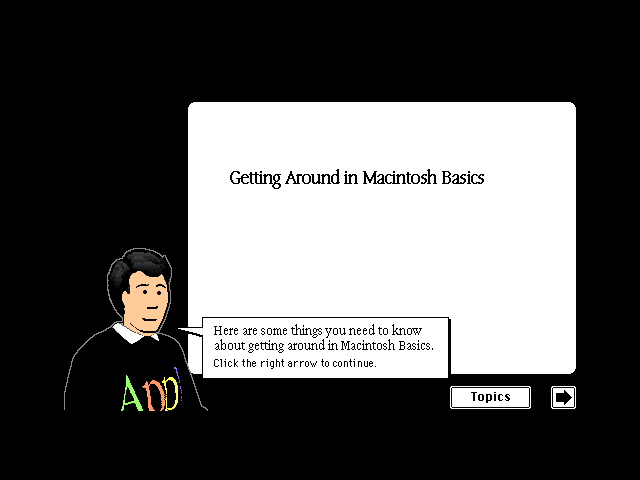 Getting Around in Macintosh Basics
Here are some things you need to know
about getting around in Macintosh Basics.
Click the right arrow to continue.
App
Topics